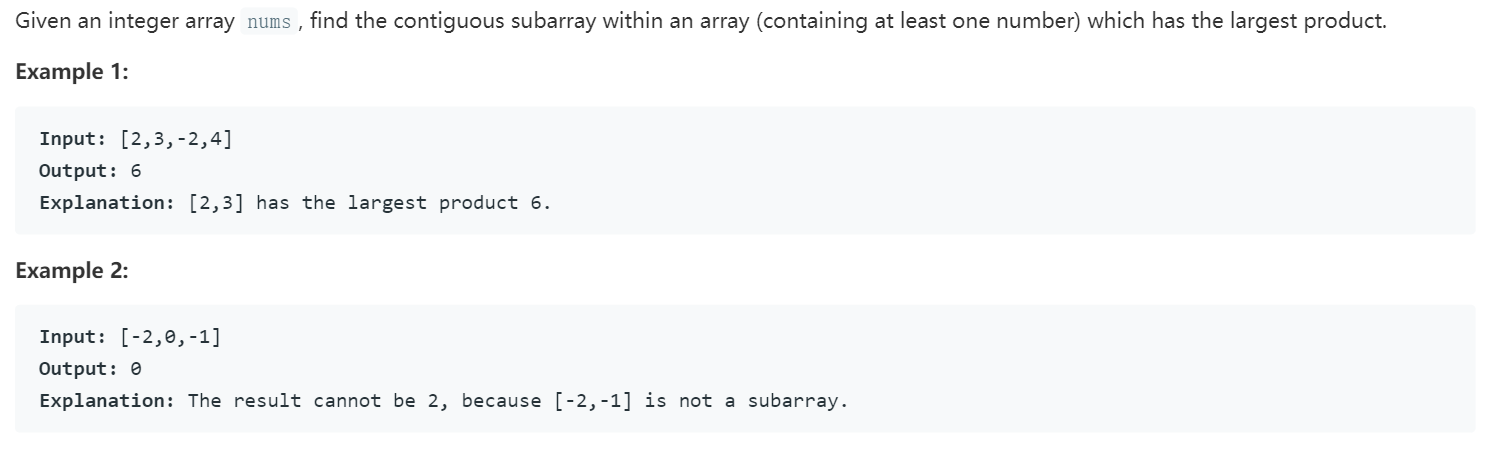 Given an integer array nums , find the contiguous subarray within an array (containing at least one number) which has the largest product.
Example 1:
Input: [2,3,-2,4]
Output: 6
Explanation: [2,3] has the largest product 6.
Example 2:
Input: [-2,0,-1]
Output: 0
Explanation: The result cannot be 2, because [-2,-1] is not a subarray.